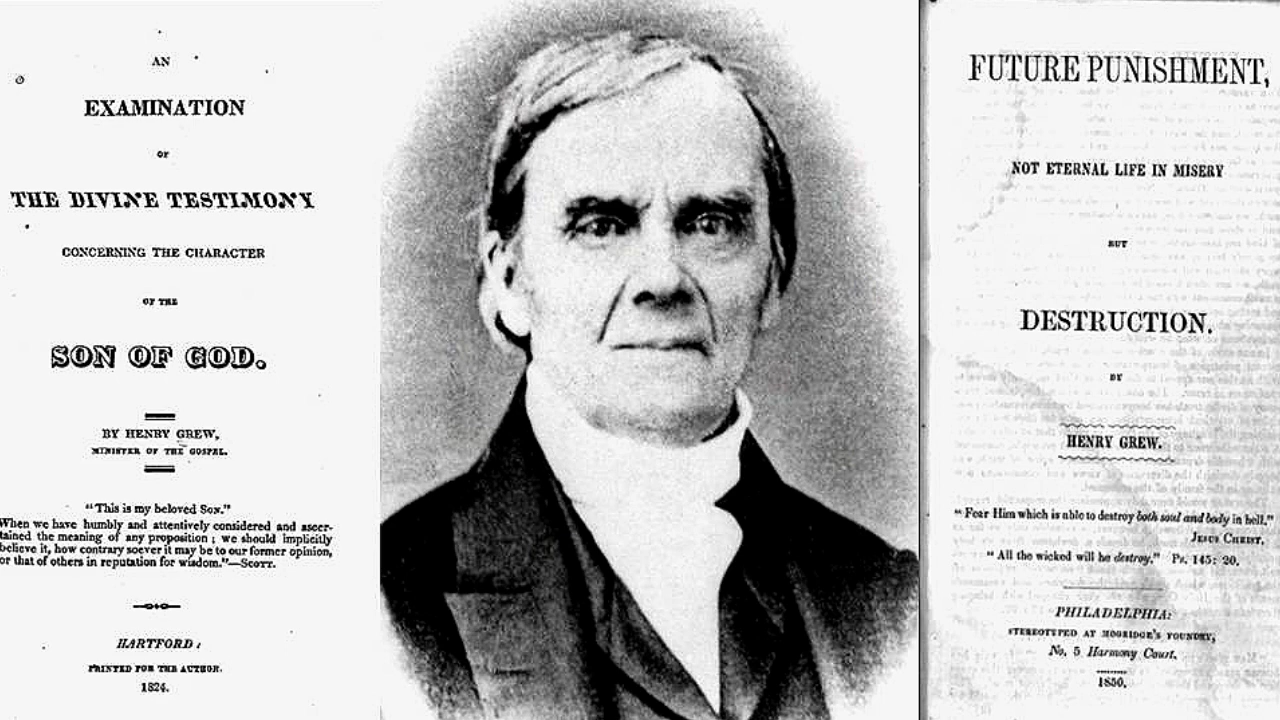 AN
EXAMINATION
OF
THE DIVINE TESTIMONY
CONCERNING THE CHARACTER
OF THE
SON OF GOD.
BY HENRY GREW,
MINISTER OF THE GOSPEL.
"This is my beloved Son."
When we have humbly and attentively considered and ascer-
tained the meaning of any proposition; we should implicitly
believe it, how contrary soever it may be to our former opinion,
or that of others in reputation for wisdom."—Scott.
HARTFORD:
PRINTED FOR THE AUTHOR.
1824.
FUTURE PUNISHMENT,
NOT ETERNAL LIFE IN MISERY
BUT
DESTRUCTION.
BY
HENRY GREW.
"Fear Him which is able to destroy both soul and body in hell."
Jesus Christ,
"All the wicked will he destroy." Ps. 145: 20.
PHILADELPHIA:
STEREOTYPED AT MOGRIDGE'S FOUNDRY,
No. 5 Harmony Court.
1850.